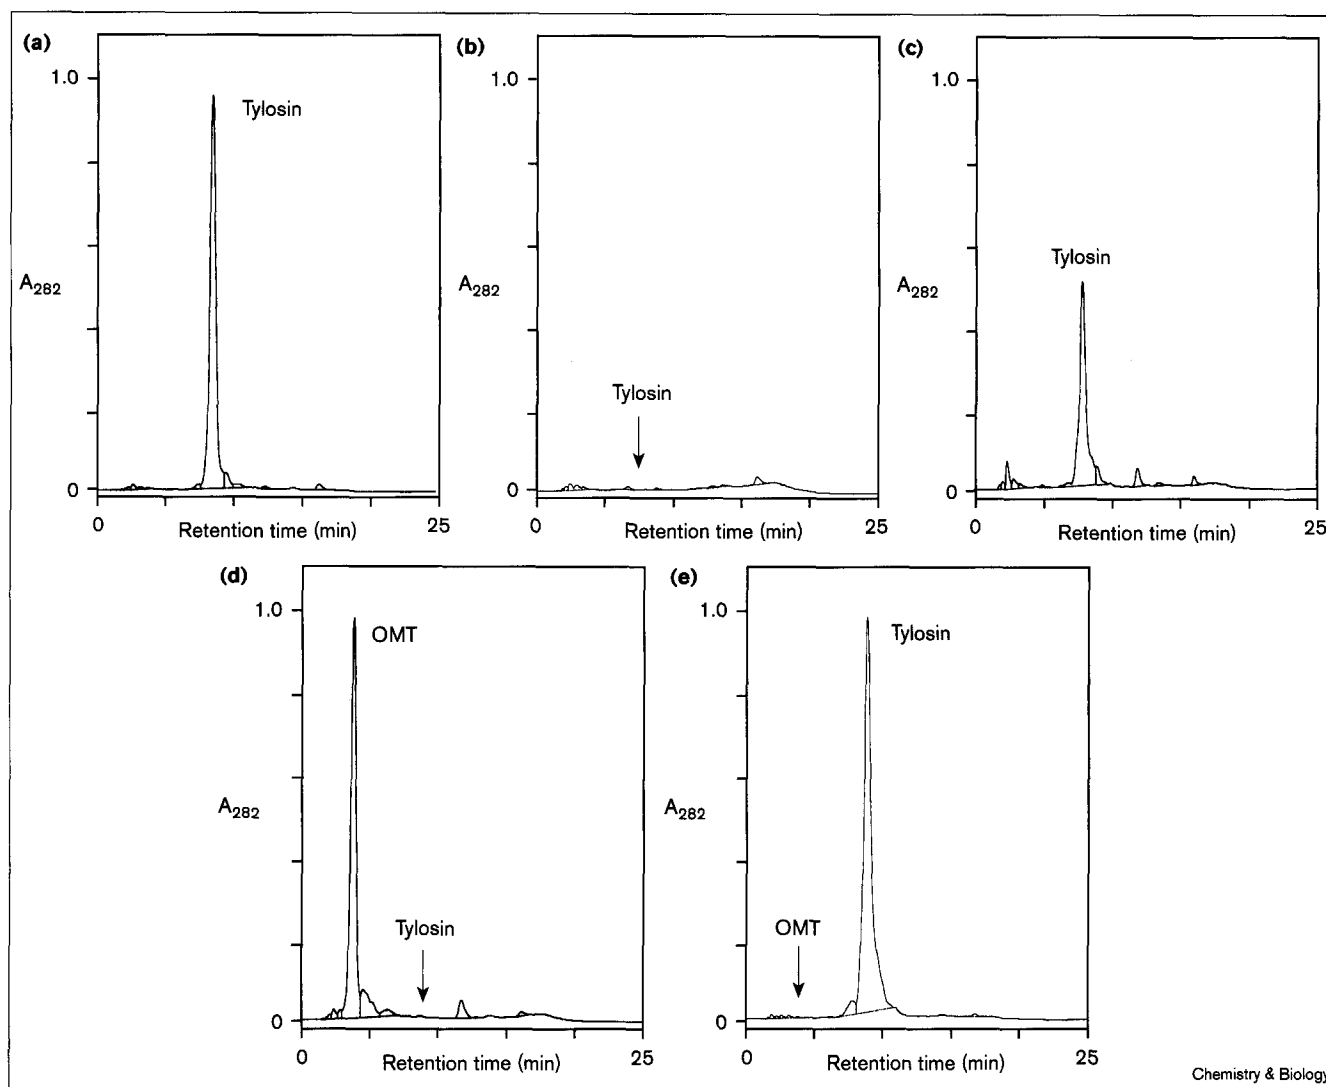 (a)
1.0
Tylosin
A282
0
0
Retention time (min)
25
(b)
1.0
A282
Tylosin
0
0
Retention time (min)
25
(c)
1.0
Tylosin
A282
0
0
Retention time (min)
25
(d)
1.0
OMT
A282
Tylosin
0
0
Retention time (min)
25
(e)
1.0
Tylosin
A282
OMT
0
0
Retention time (min)
25
Chemistry & Biology